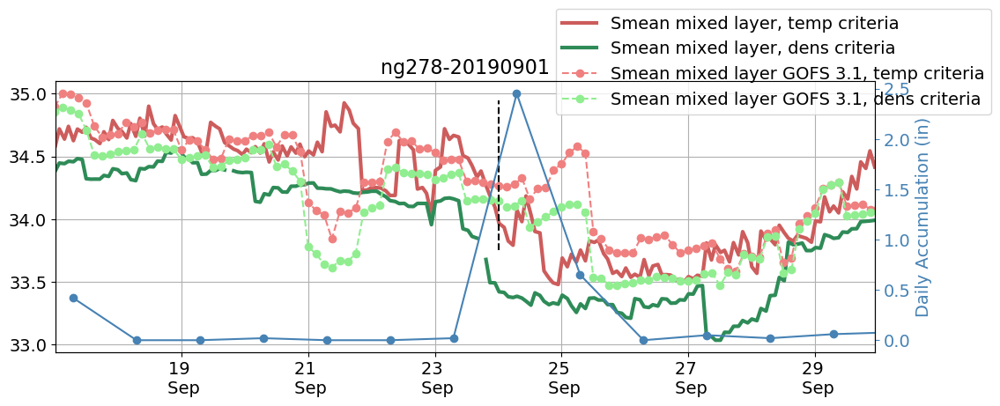 Smean mixed layer, temp criteria
Smean mixed layer, dens criteria
Smean mixed layer GOFS 3.1, temp criteria
Smean mixed layer GOFS 3.1, dens criteria
ng278-20190901
35.0
34.5
34.0
33.5
33.0
2.5
2.0
1.5
1.0
0.5
0.0
Daily Accumulation (in)
19 21 23 25 27 29
Sep Sep Sep Sep Sep Sep